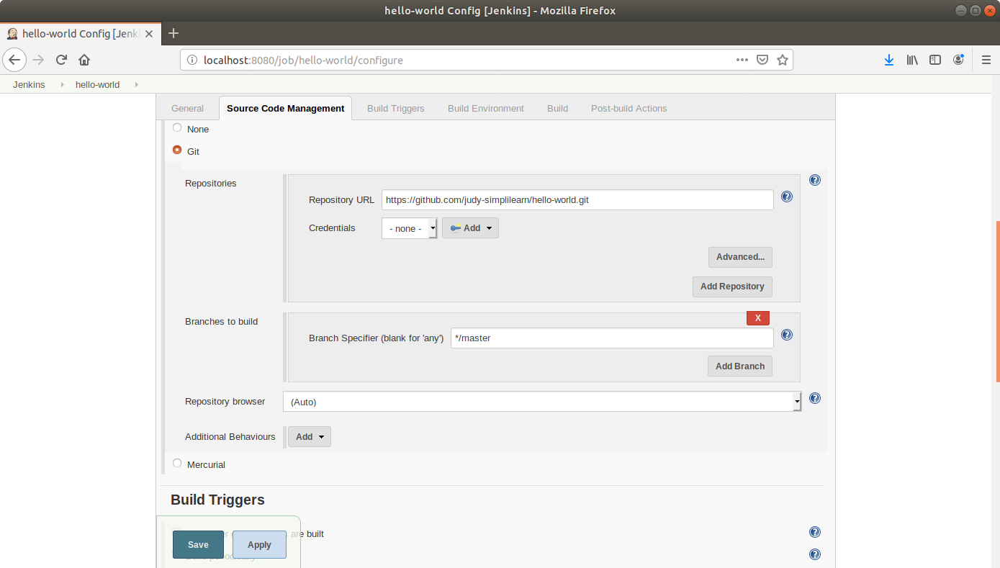 hello-world Config [Jenkins] - Mozilla Firefox
hello-world Config [Jenki
localhost:8080/job/hello-world/configure
Jenkins hello-world
General Source Code Management Build Triggers Build Environment Build Post-build Actions
None
Git
Repositories
Repository URL https://github.com/judy-simplilearn/hello-world.git
Credentials - none - Add
Advanced...
Add Repository
Branches to build
X
Branch Specifier (blank for 'any') */master
Add Branch
Repository browser (Auto)
Additional Behaviours Add
Mercurial
Build Triggers
are built
Save Apply